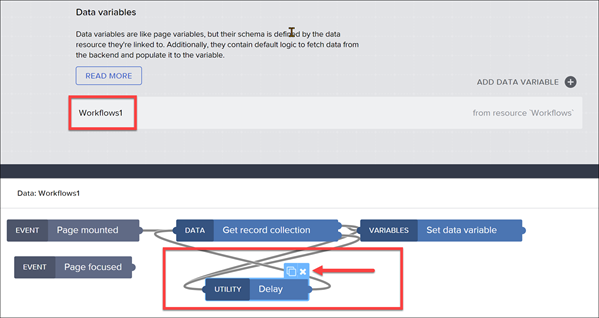 Data variables
Data variables are like page variables, but their schema is defined by the data
resource they're linked to. Additionally, they contain default logic to fetch data from
the backend and populate it to the variable.
READ MORE
ADD DATA VARIABLE
Workflows1
from resource `Workflows`
Data: Workflows1
EVENT Page mounted
DATA Get record collection
VARIABLES Set data variable
EVENT Page focused
UTILITY Delay